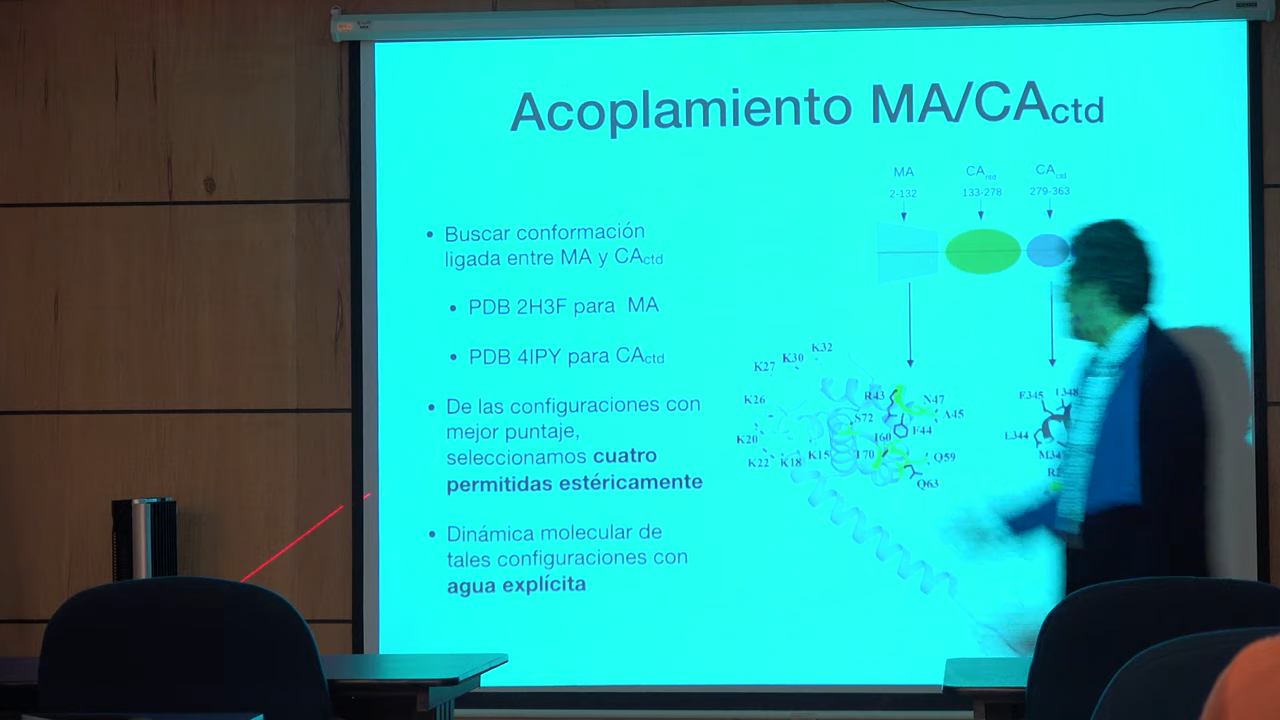 Acoplamiento MA/CActd
MA CAntd CActd
2-132 133-278 279-363
• Buscar conformación
ligada entre MA y CActd
• PDB 2H3F para MA
• PDB 4IPY para CActd
• De las configuraciones con
mejor puntaje,
seleccionamos cuatro
permitidas estéricamente
• Dinámica molecular de
tales configuraciones con
agua explícita
K32
K30
K27
K26
R43
N47
A45
S72
F44
K20
I60
K22
K18
K15
I70
Q59
Q63
F345
L344